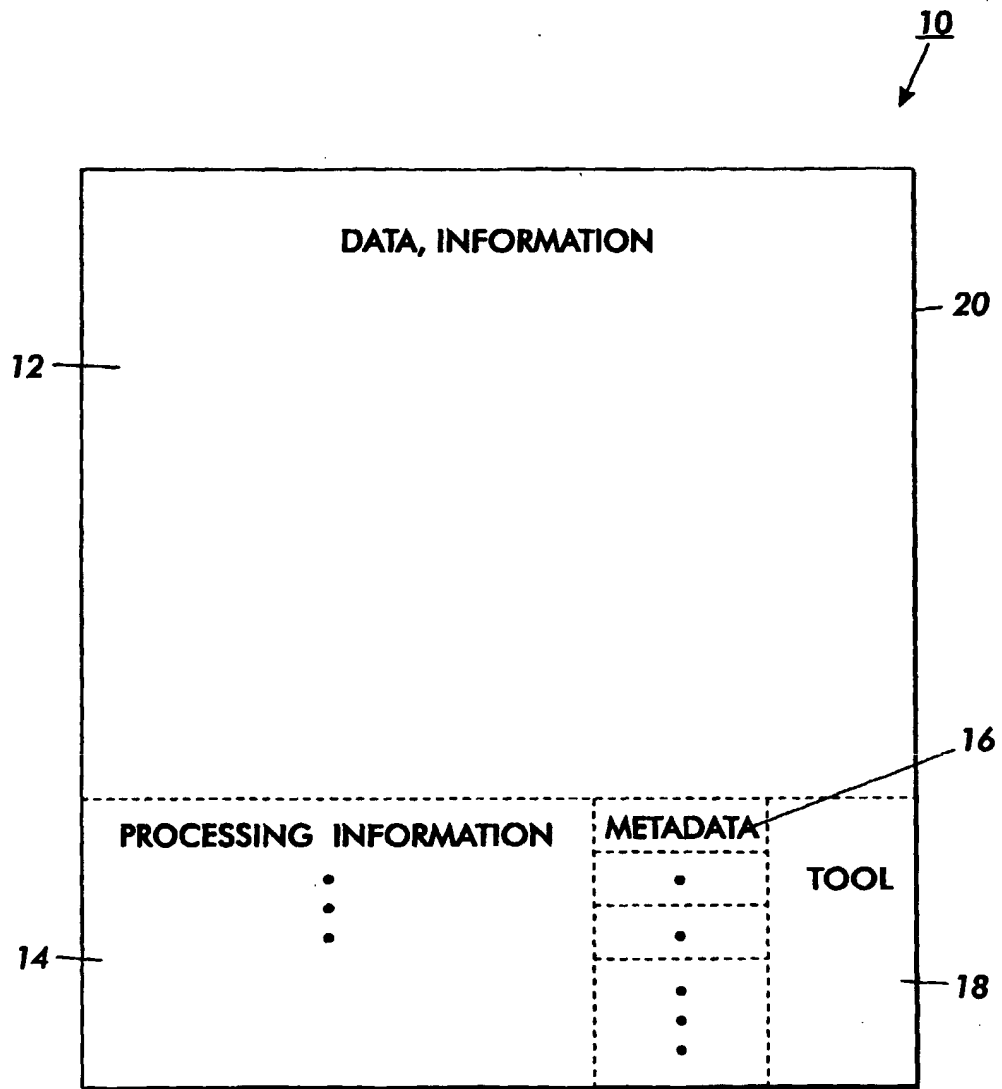 10
DATA, INFORMATION
20
12
16
PROCESSING INFORMATION
METADATA
TOOL
14
18